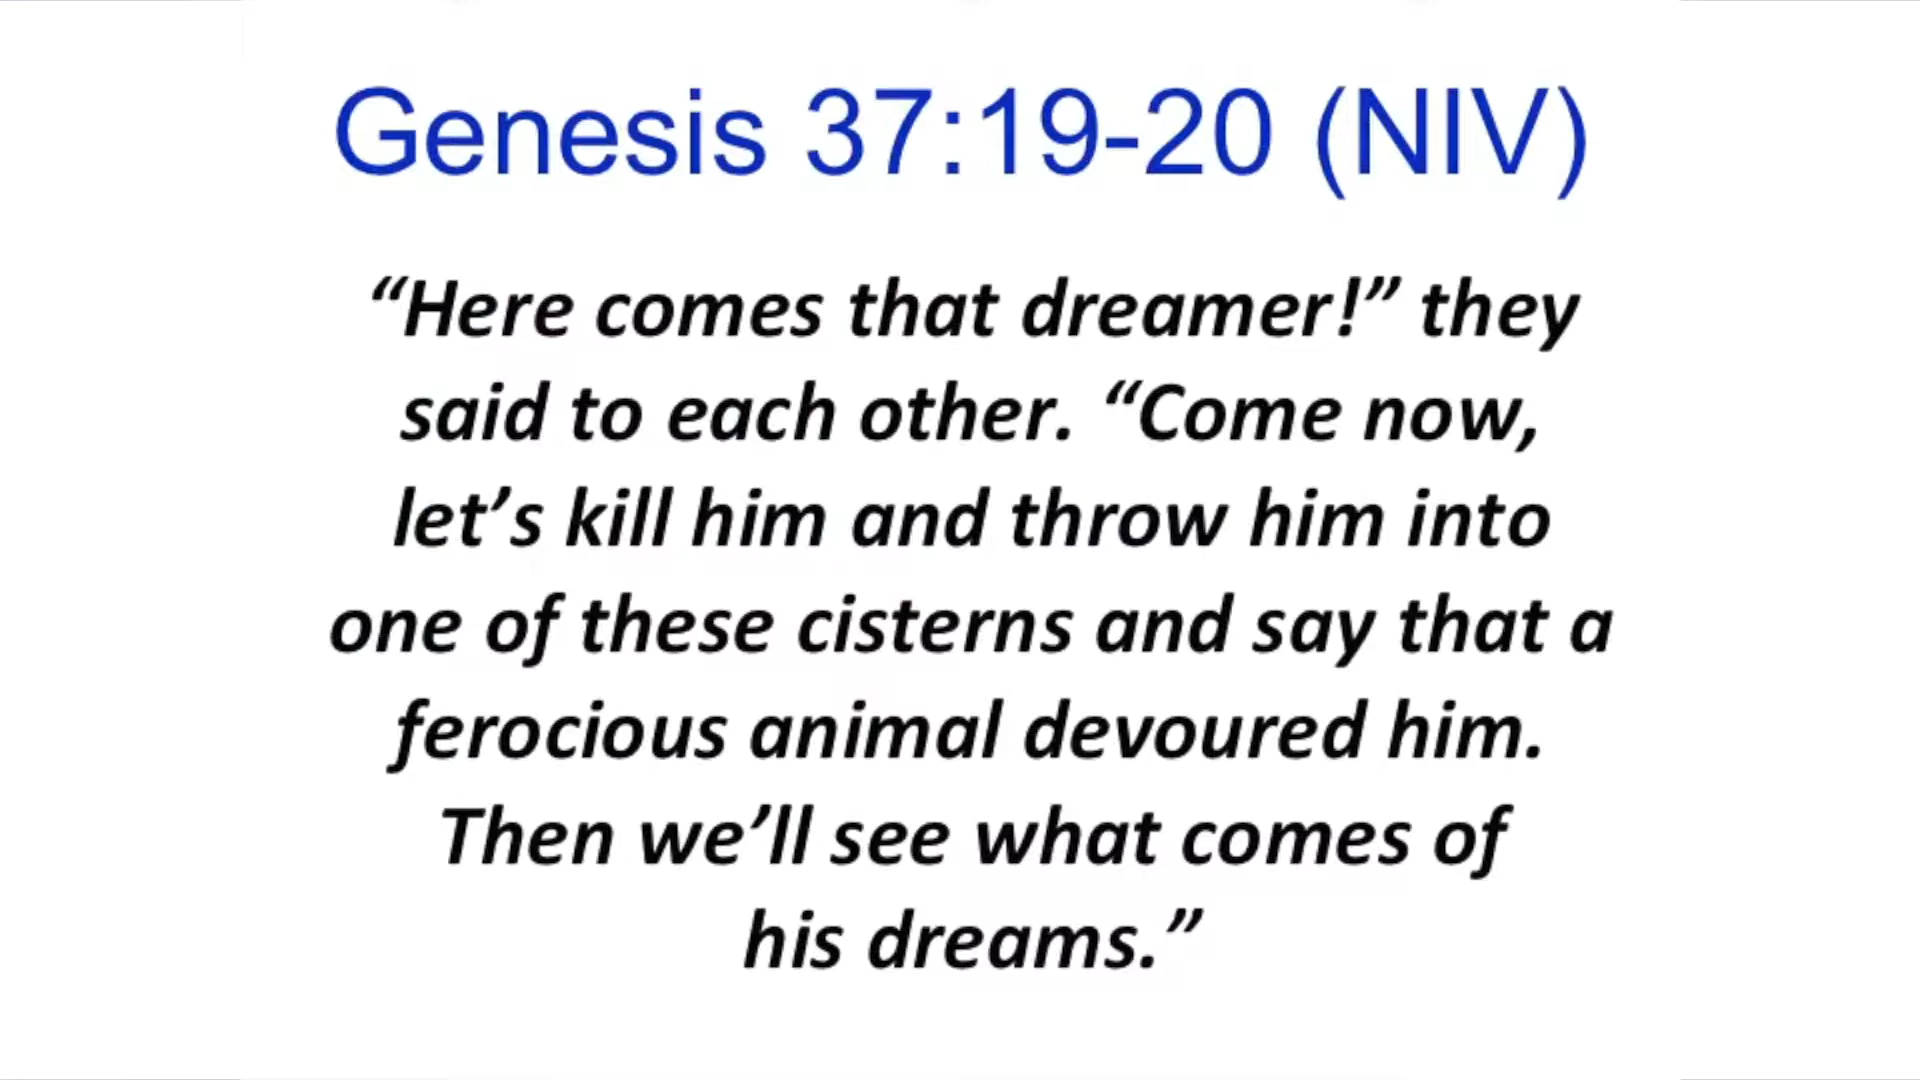 Genesis 37:19-20 (NIV)
“Here comes that dreamer!” they
said to each other. “Come now,
let’s kill him and throw him into
one of these cisterns and say that a
ferocious animal devoured him.
Then we’ll see what comes of
his dreams.”